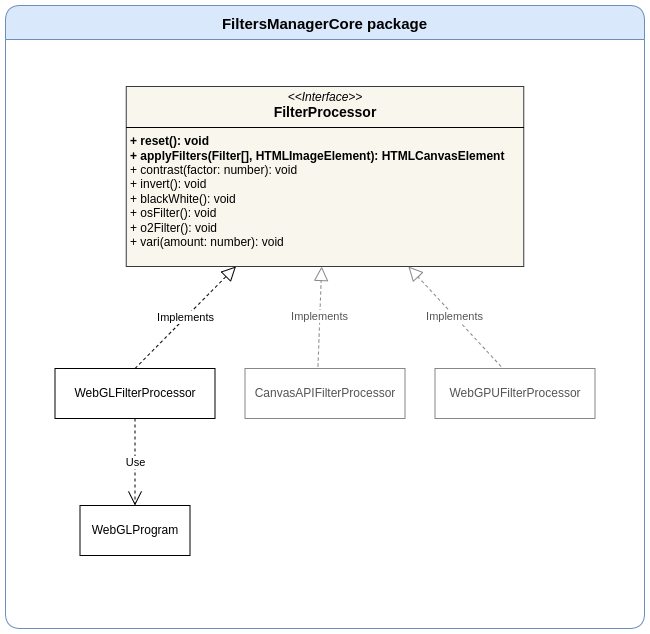 FiltersManagerCore package
<<Interface>>
FilterProcessor
+ reset(): void
+ applyFilters(Filter[], HTMLImageElement): HTMLCanvasElement
+ contrast(factor: number): void
+ invert(): void
+ blackWhite(): void
+ osFilter(): void
+ o2Filter(): void
+ vari(amount: number): void
Implements
Implements
Implements
WebGLFilterProcessor
CanvasAPIFilterProcessor
WebGPUFilterProcessor
Use
WebGLProgram